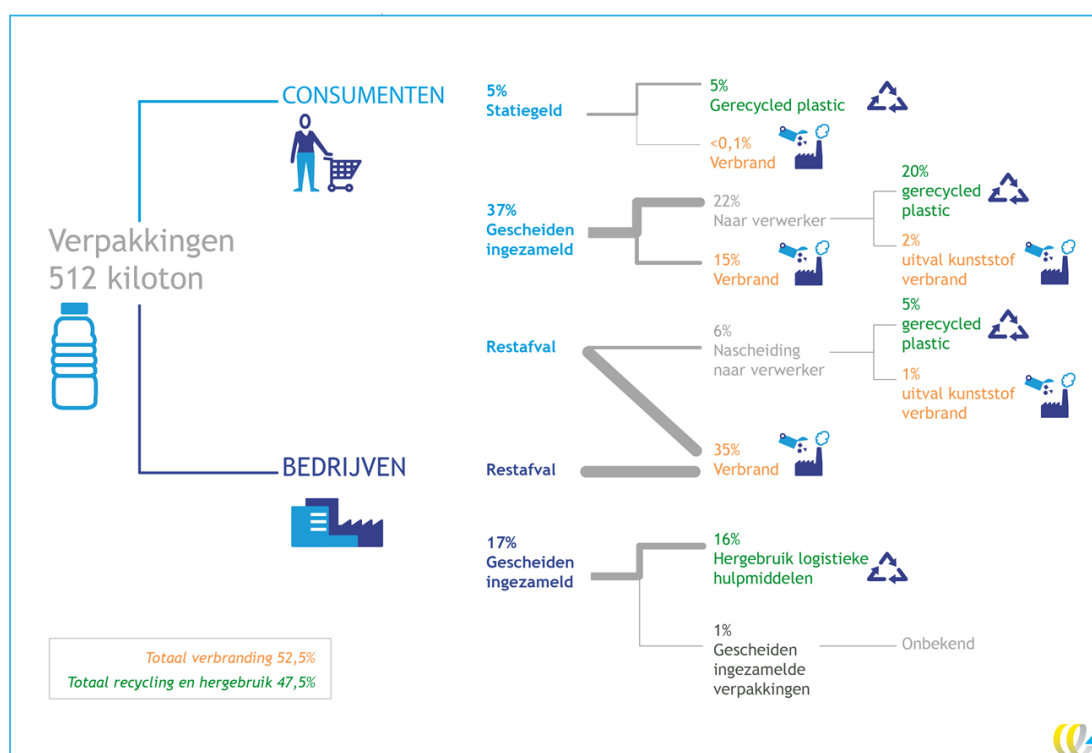 CONSUMENTEN
5%
Statiegeld
5%
Gerecycled plastic
<0,1%
Verbrand
Verpakkingen
512 kiloton
37%
Gescheiden
ingezameld
22%
Naar verwerker
20%
gerecycled
plastic
2%
uitval kunststof
verbrand
15%
Verbrand
Restafval
6%
Nascheiding
naar verwerker
5%
gerecycled
plastic
1%
uitval kunststof
verbrand
35%
Verbrand
BEDRIJVEN
Restafval
17%
Gescheiden
ingezameld
16%
Hergebruik logistieke
hulpmiddelen
1%
Gescheiden
ingezamelde
verpakkingen
Onbekend
Totaal verbranding 52,5%
Totaal recycling en hergebruik 47,5%